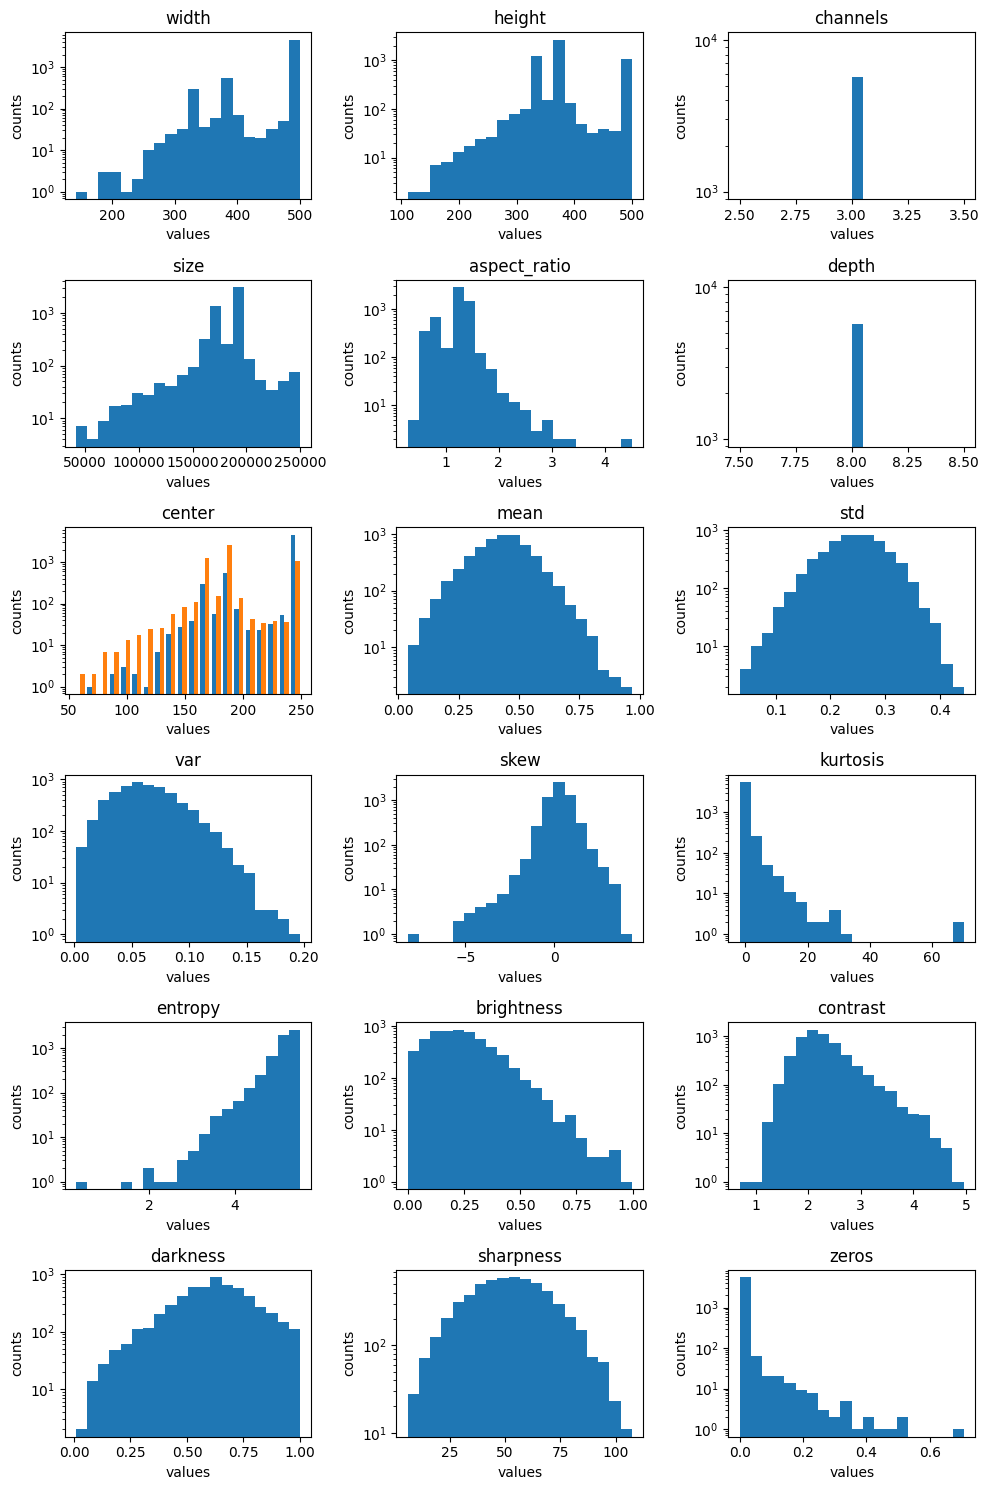 width
height
channels
counts
10^3
10^2
10^1
10^0
200 300 400 500
values
counts
10^3
10^2
10^1
100 200 300 400 500
values
counts
10^4
10^3
2.50 2.75 3.00 3.25 3.50
values
size
aspect_ratio
depth
counts
10^3
10^2
10^1
50000 100000 150000 200000 250000
values
counts
10^3
10^2
10^1
1 2 3 4
values
counts
10^4
10^3
7.50 7.75 8.00 8.25 8.50
values
center
mean
std
counts
10^3
10^2
10^1
10^0
50 100 150 200 250
values
counts
10^3
10^2
10^1
0.00 0.25 0.50 0.75 1.00
values
counts
10^3
10^2
10^1
0.1 0.2 0.3 0.4
values
var
skew
kurtosis
counts
10^3
10^2
10^1
10^0
0.00 0.05 0.10 0.15 0.20
values
counts
10^3
10^2
10^1
10^0
−5 0
values
counts
10^3
10^2
10^1
10^0
0 20 40 60
values
entropy
brightness
contrast
counts
10^3
10^2
10^1
10^0
2 4
values
counts
10^3
10^2
10^1
10^0
0.00 0.25 0.50 0.75 1.00
values
counts
10^3
10^2
10^1
10^0
1 2 3 4 5
values
darkness
sharpness
zeros
counts
10^3
10^2
10^1
0.00 0.25 0.50 0.75 1.00
values
counts
10^2
10^1
25 50 75 100
values
counts
10^3
10^2
10^1
10^0
0.0 0.2 0.4 0.6
values